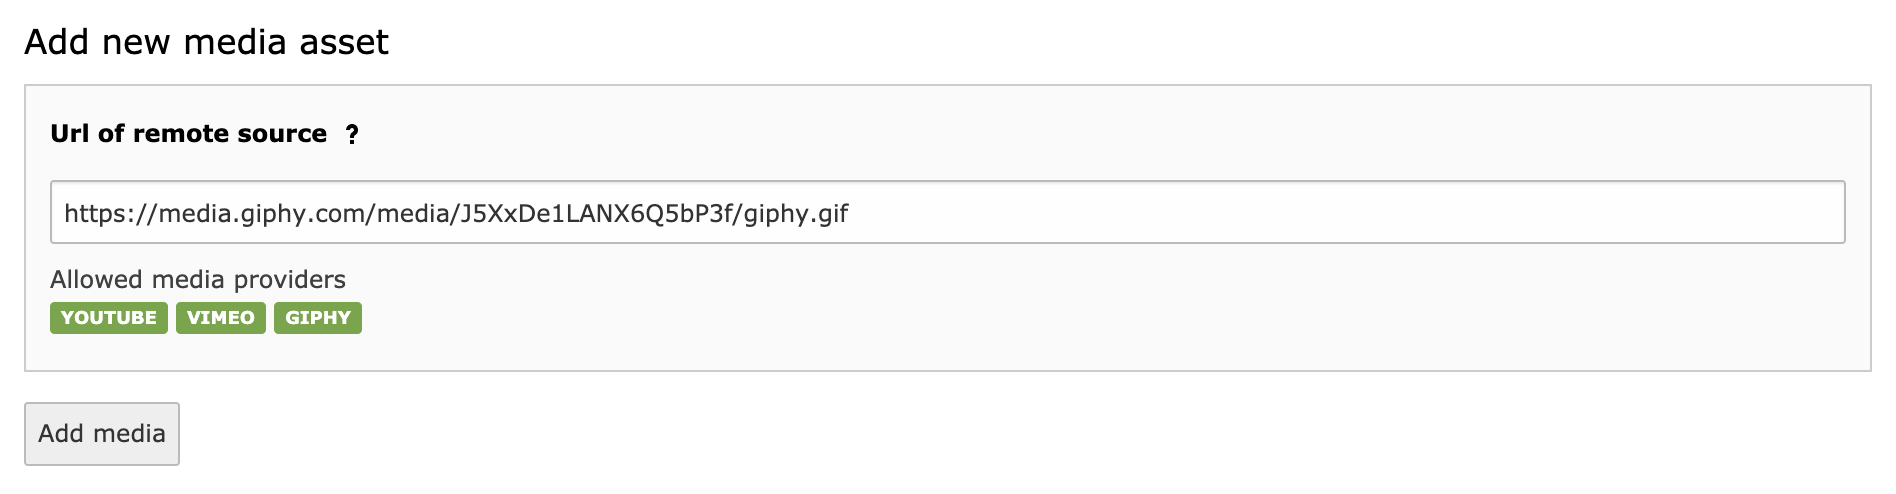 Add new media asset
Url of remote source ?
https://media.giphy.com/media/J5XxDe1LANX6Q5bP3f/giphy.gif
Allowed media providers
YOUTUBE VIMEO GIPHY
Add media